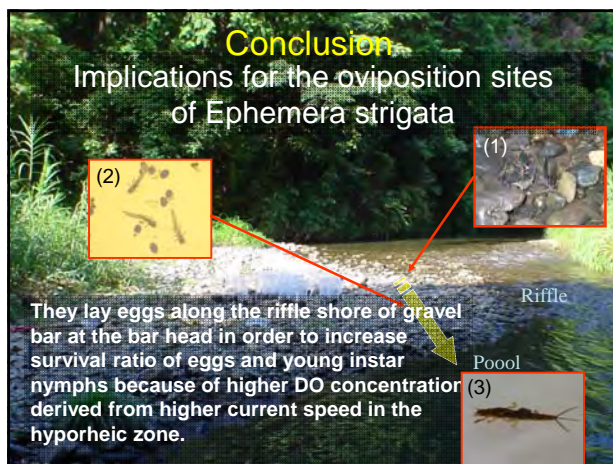 Conclusion
Implications for the oviposition sites
of Ephemera strigata
(1)
(2)
Riffle
They lay eggs along the riffle shore of gravel
bar at the bar head in order to increase
survival ratio of eggs and young instar
nymphs because of higher DO concentration
derived from higher current speed in the
hyporheic zone.
Poool
(3)